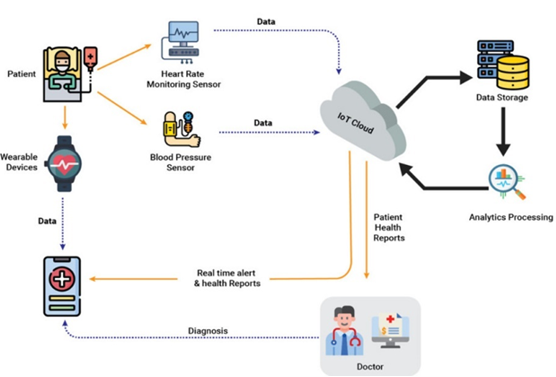 Patient
Heart Rate
Monitoring Sensor
Data
IoT Cloud
Data Storage
Wearable
Devices
Blood Pressure
Sensor
Data
Analytics Processing
Data
Patient
Health
Reports
Real time alert
& health Reports
Diagnosis
Doctor